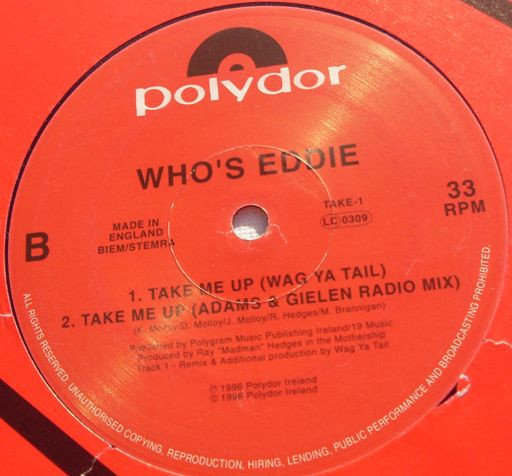 polydor
WHO'S EDDIE
MADE IN
ENGLAND
BIEM/STEMRA
TAKE-1
LC 0309
33
RPM
B
1. TAKE ME UP (WAG YA TAIL)
2. TAKE ME UP (ADAMS & GIELEN RADIO MIX)
(K. Molloy/D. Molloy/J. Molloy/R. Hedges/M. Brannigan)
Published by Polygram Music Publishing Ireland/19 Music
Produced by Ray "Madman" Hedges in the Mothership
Track 1 - Remix & Additional production by Wag Ya Tail
℗ 1996 Polydor Ireland
© 1996 Polydor Ireland
ALL RIGHTS RESERVED. UNAUTHORISED COPYING, REPRODUCTION, HIRING, LENDING, PUBLIC PERFORMANCE AND BROADCASTING PROHIBITED.